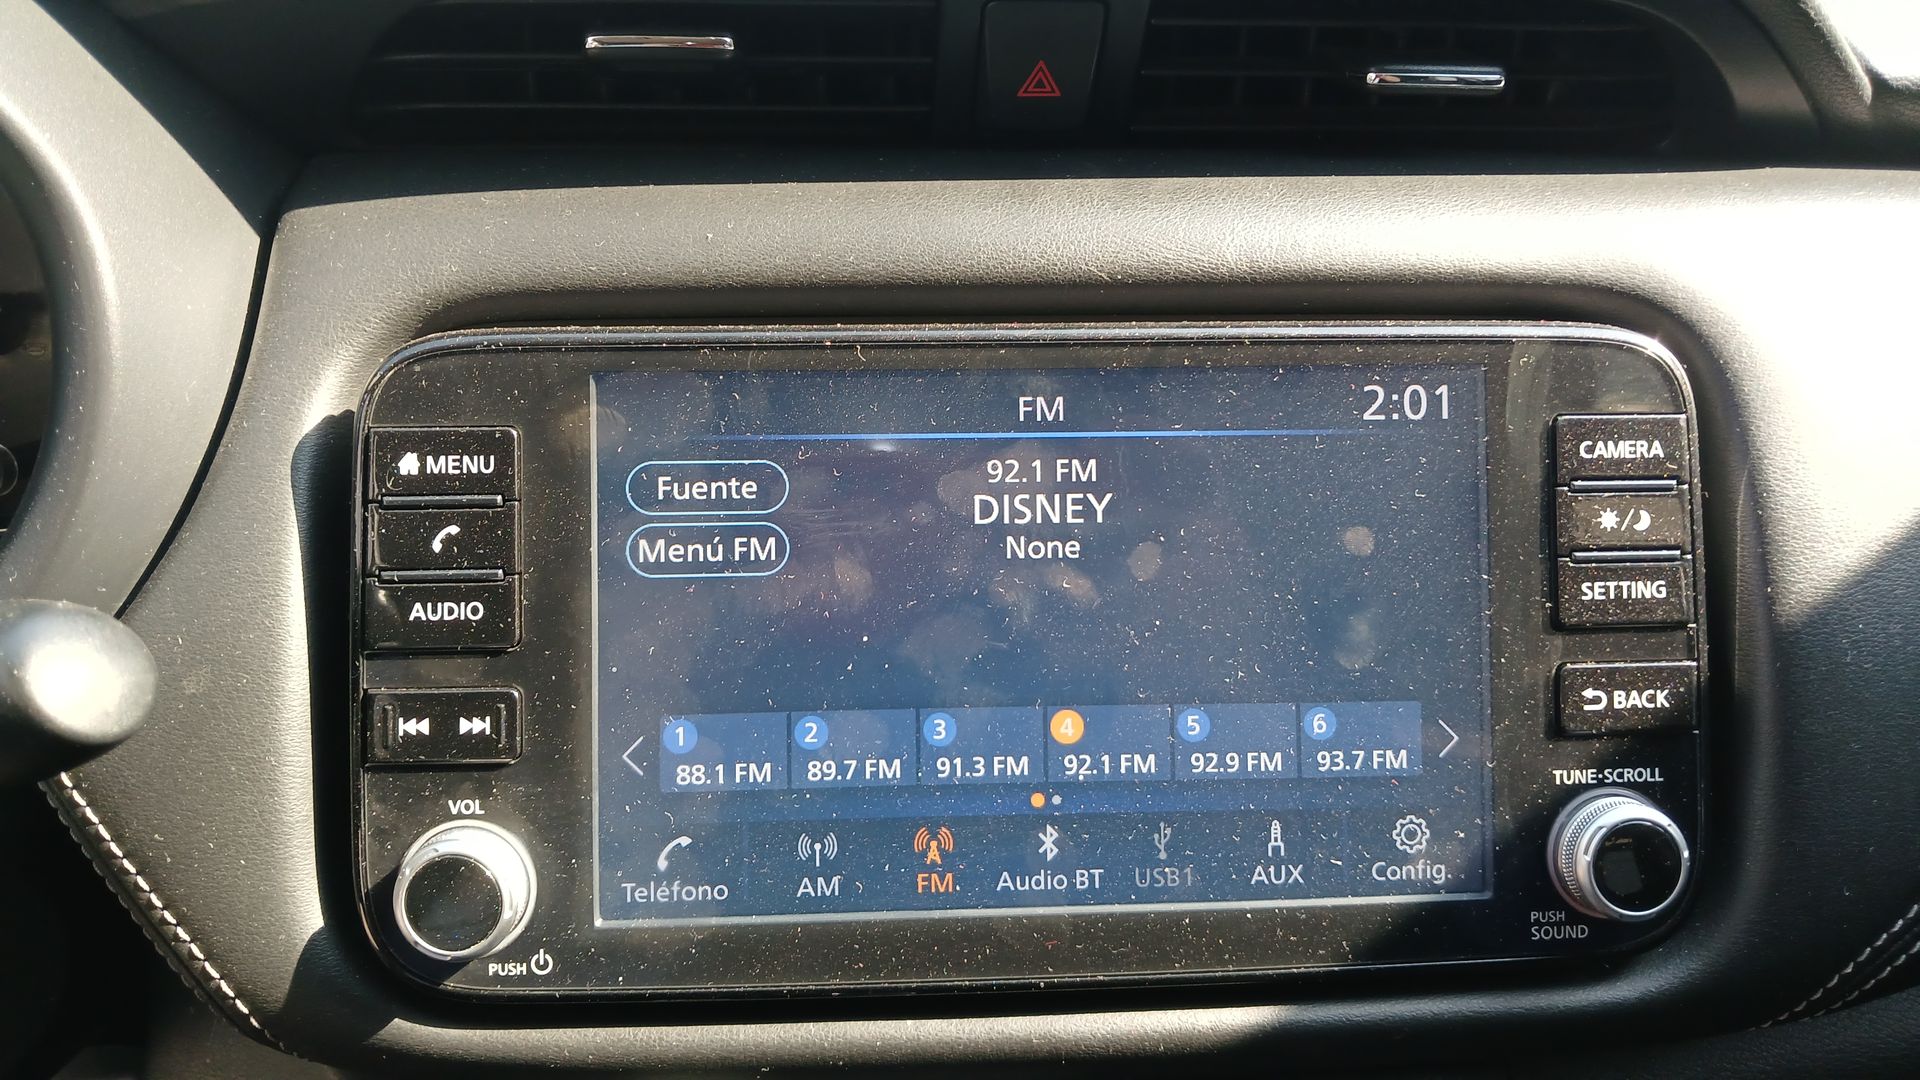 FM
2:01
MENU
AUDIO
VOL
PUSH
Fuente
Menú FM
92.1 FM
DISNEY
None
1
88.1 FM
2
89.7 FM
3
91.3 FM
4
92.1 FM
5
92.9 FM
6
93.7 FM
Teléfono
AM
FM
Audio BT
USB1
AUX
Config.
CAMERA
SETTING
BACK
TUNE·SCROLL
PUSH
SOUND